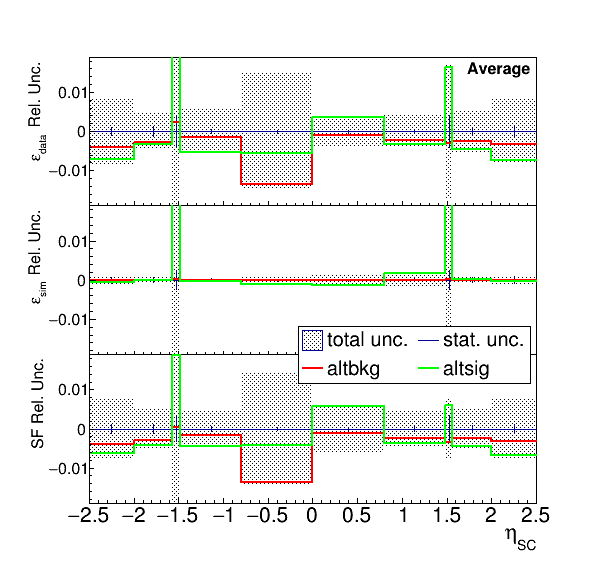 Average
ε_data Rel. Unc.
0.01
0
−0.01
ε_sim Rel. Unc.
0.01
0
−0.01
total unc.
stat. unc.
altbkg
altsig
SF Rel. Unc.
0.01
0
−0.01
−2.5 −2 −1.5 −1 −0.5 0 0.5 1 1.5 2 2.5
η_SC